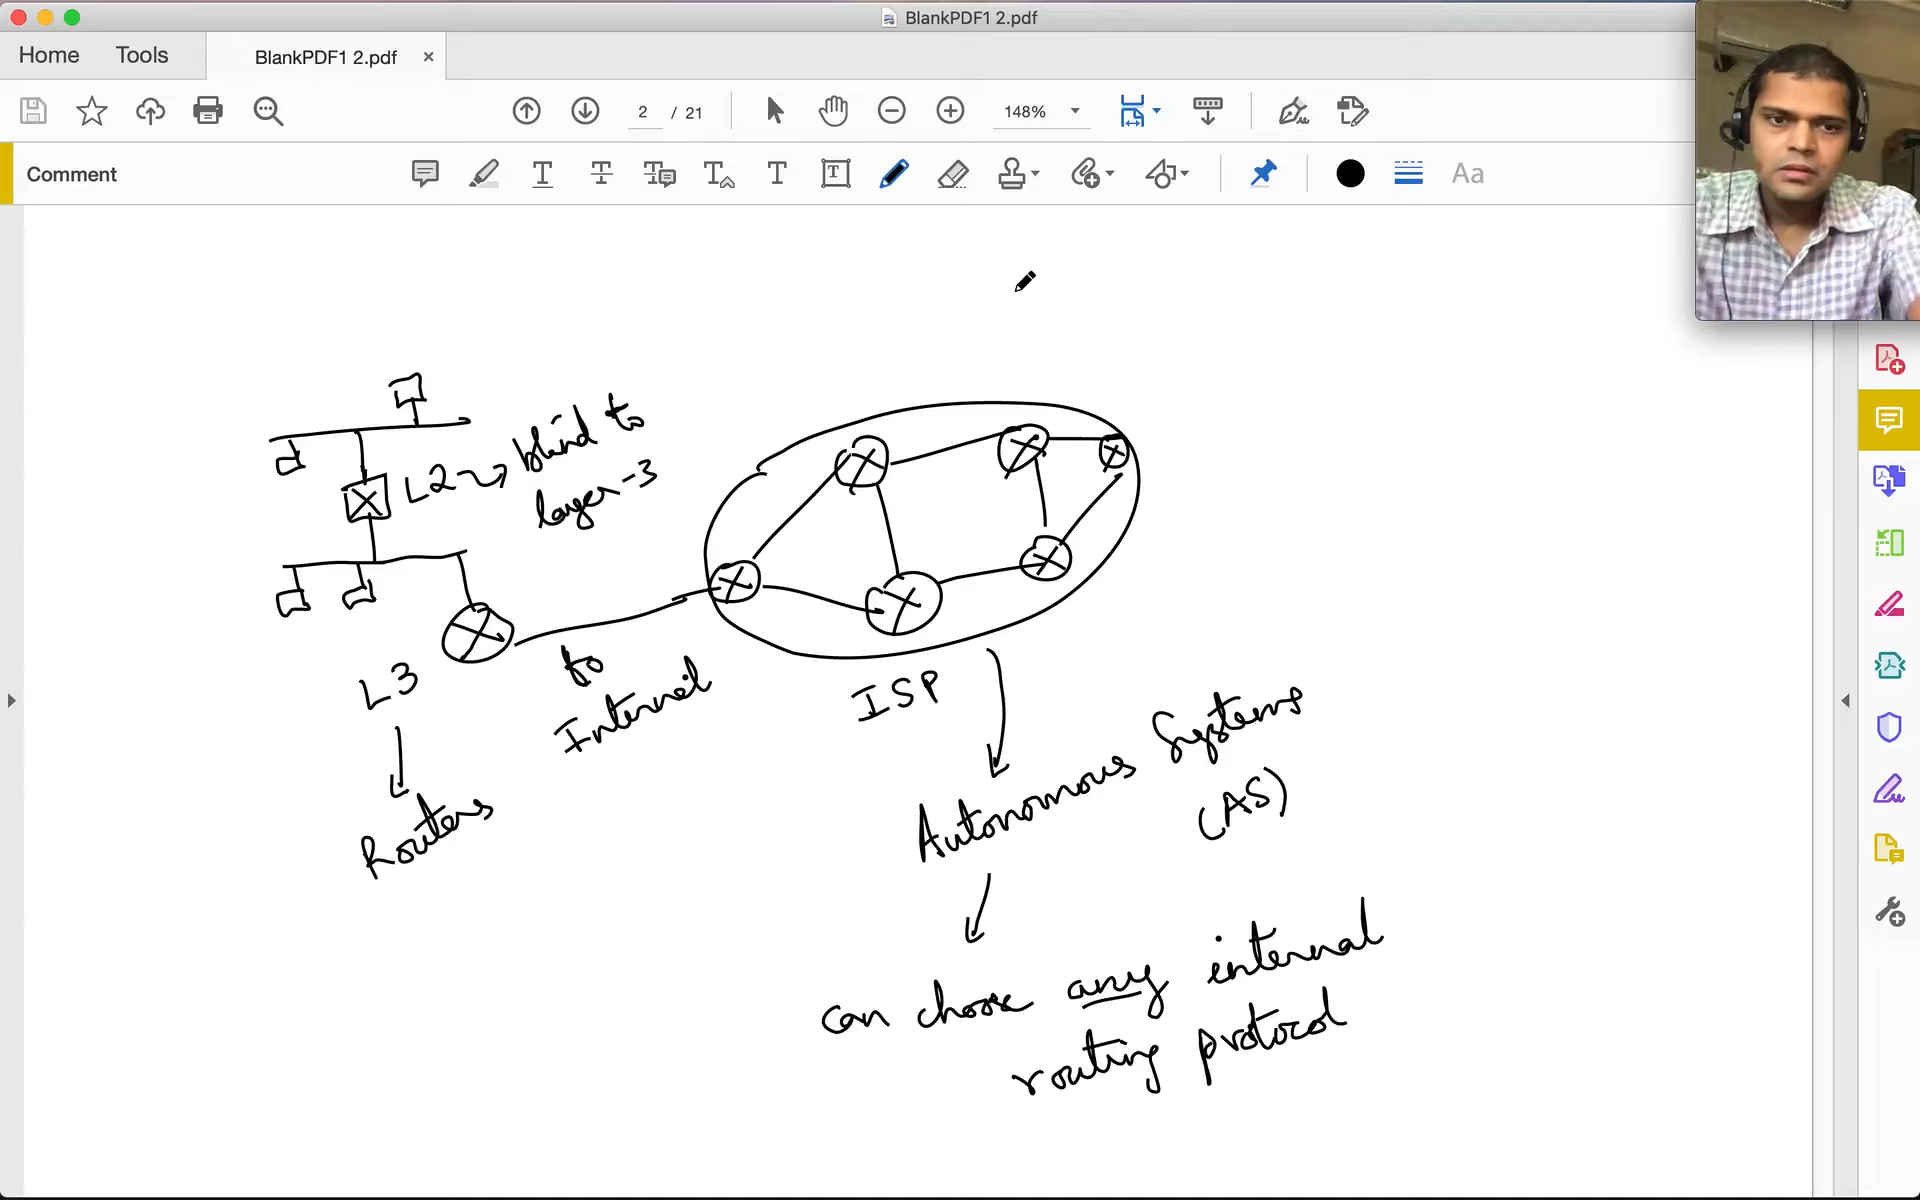 BlankPDF1 2.pdf
Home
Tools
BlankPDF1 2.pdf
2 / 21
148%
Comment
Aa
L2
blind to
layer-3
L3
to
Internet
ISP
Routers
Autonomous Systems
(AS)
can choose any internal
routing protocol